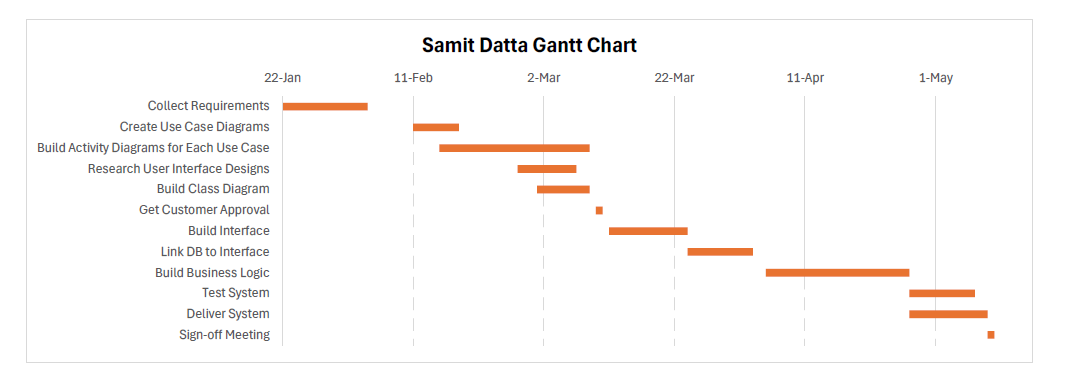 Samit Datta Gantt Chart
22-Jan 11-Feb 2-Mar 22-Mar 11-Apr 1-May
Collect Requirements
Create Use Case Diagrams
Build Activity Diagrams for Each Use Case
Research User Interface Designs
Build Class Diagram
Get Customer Approval
Build Interface
Link DB to Interface
Build Business Logic
Test System
Deliver System
Sign-off Meeting